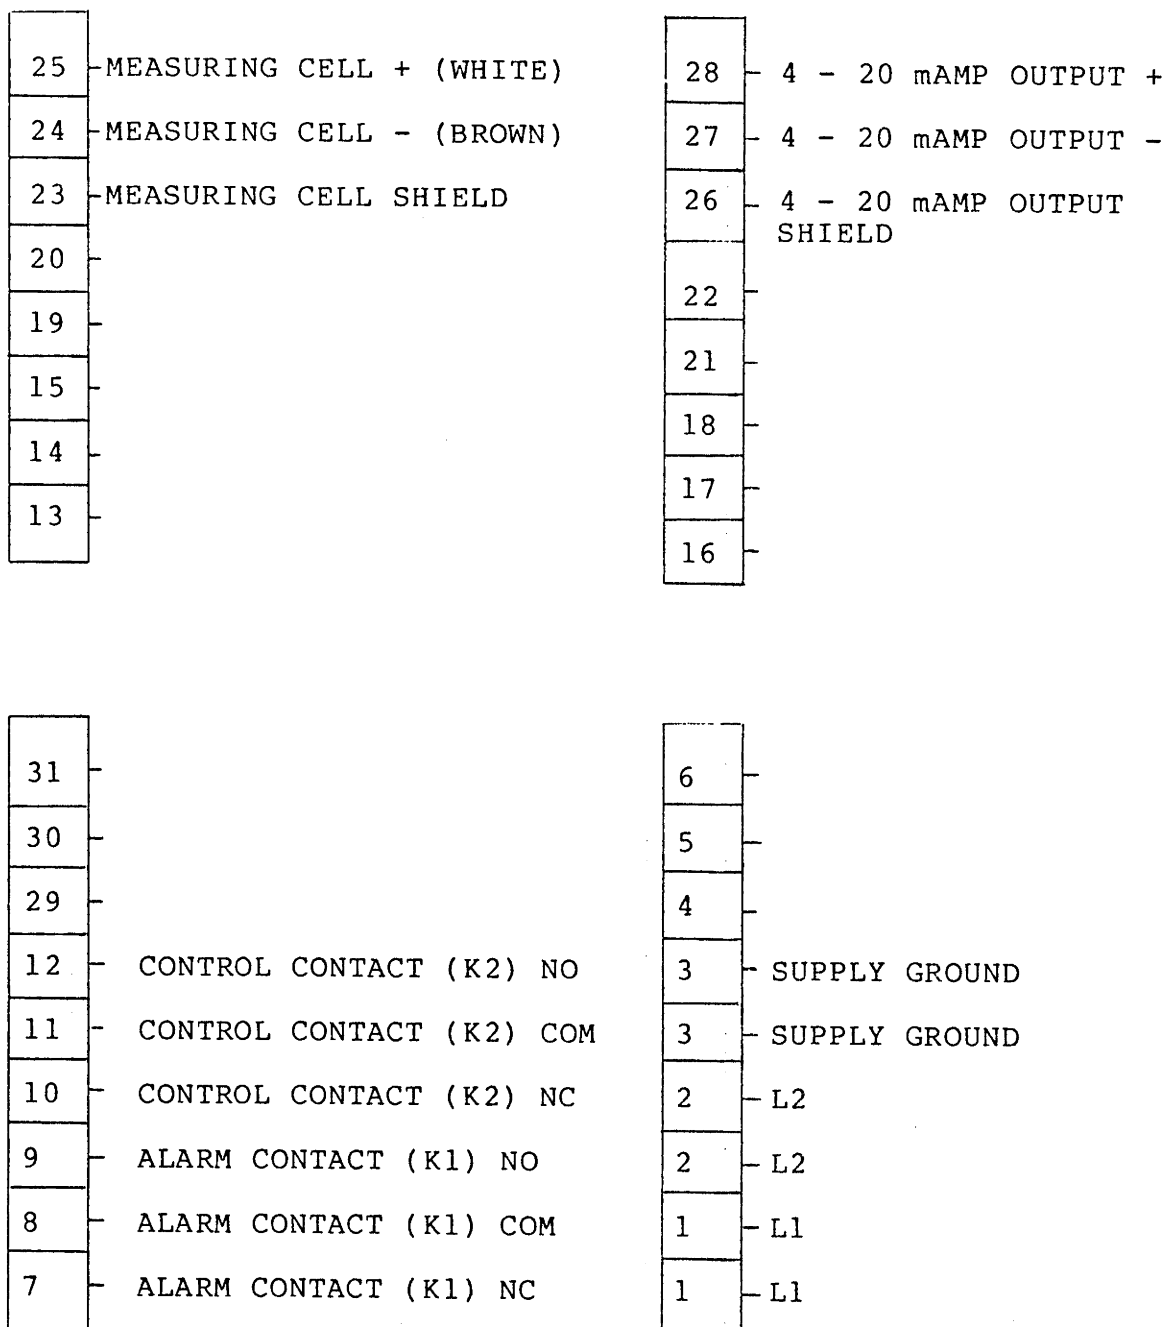 25 MEASURING CELL + (WHITE)
24 MEASURING CELL - (BROWN)
23 MEASURING CELL SHIELD
20
19
15
14
13
28 4 - 20 mAMP OUTPUT +
27 4 - 20 mAMP OUTPUT -
26 4 - 20 mAMP OUTPUT
SHIELD
22
21
18
17
16
31
30
29
12 CONTROL CONTACT (K2) NO
11 CONTROL CONTACT (K2) COM
10 CONTROL CONTACT (K2) NC
9 ALARM CONTACT (K1) NO
8 ALARM CONTACT (K1) COM
7 ALARM CONTACT (K1) NC
6
5
4
3 SUPPLY GROUND
3 SUPPLY GROUND
2 L2
2 L2
1 L1
1 L1